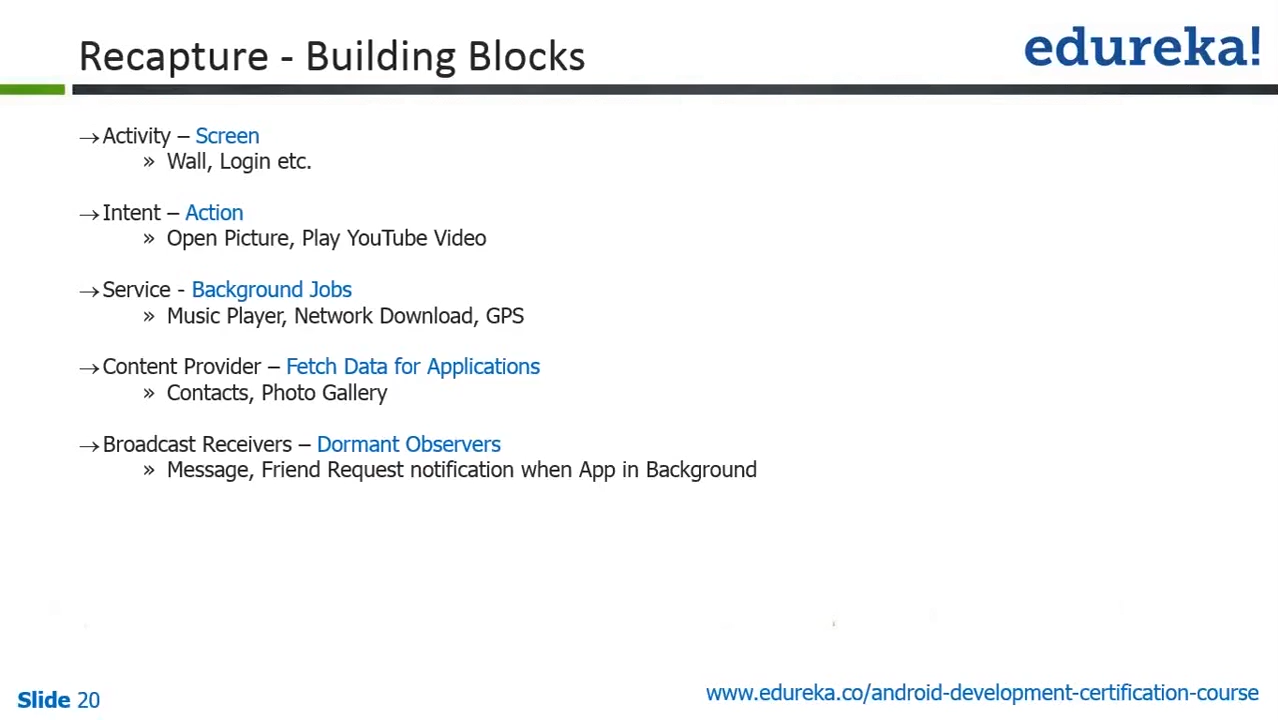 Recapture - Building Blocks
edureka!
→Activity – Screen
» Wall, Login etc.
→Intent – Action
» Open Picture, Play YouTube Video
→Service - Background Jobs
» Music Player, Network Download, GPS
→Content Provider – Fetch Data for Applications
» Contacts, Photo Gallery
→Broadcast Receivers – Dormant Observers
» Message, Friend Request notification when App in Background
Slide 20
www.edureka.co/android-development-certification-course